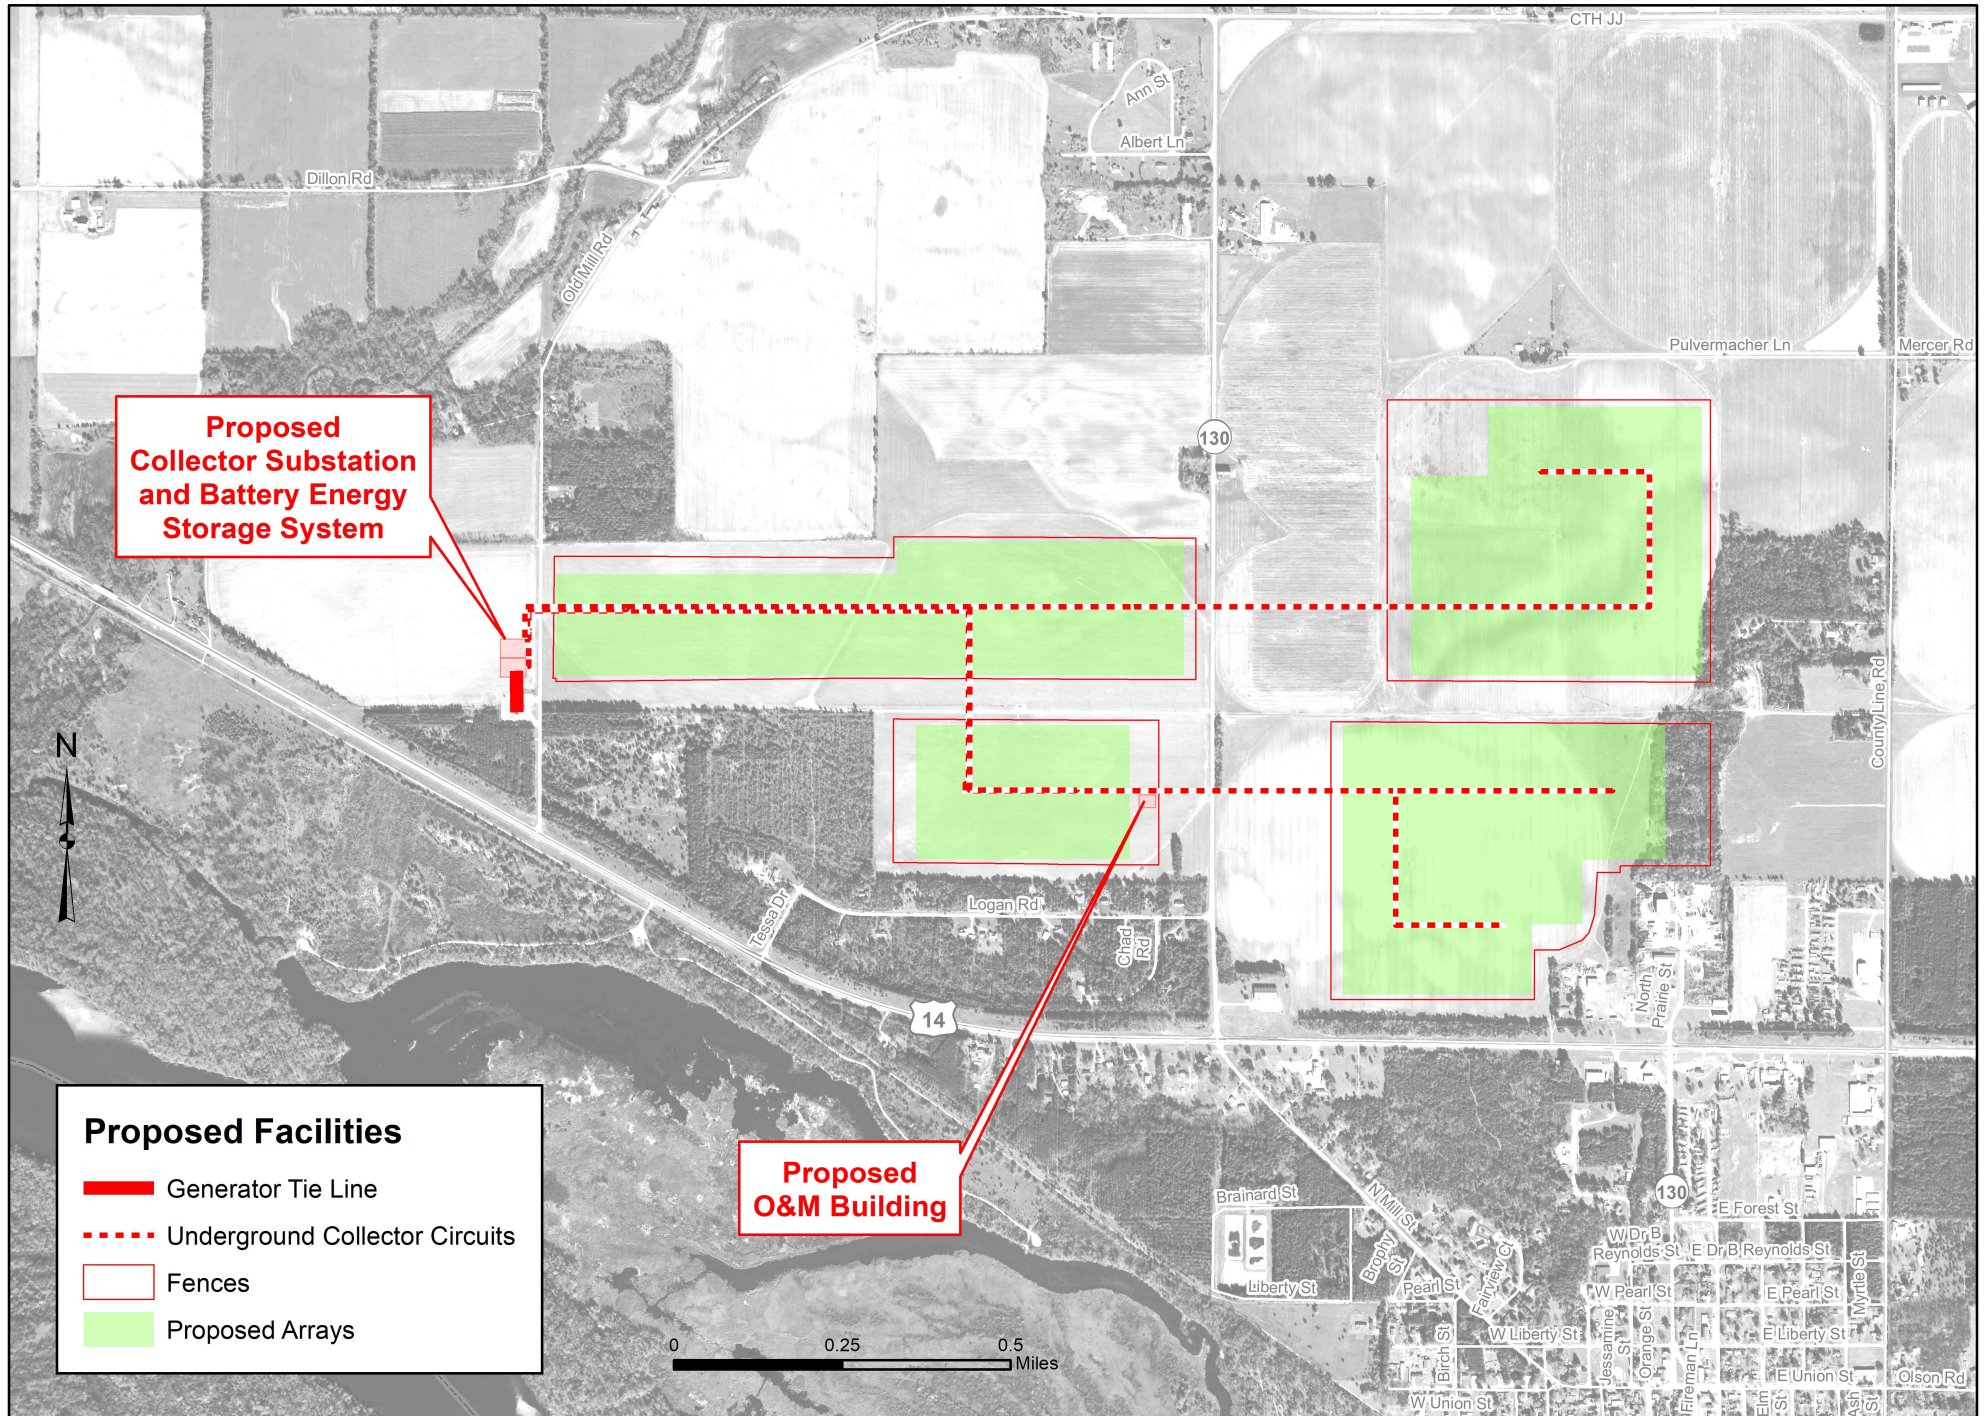 CTH JJ
Ann St
Albert Ln
Dillon Rd
Old Mill Rd
Pulvermacher Ln
Mercer Rd
Proposed
Collector Substation
and Battery Energy
Storage System
130
County Line Rd
N
Logan Rd
Tessa Dr
Chad
Rd
14
North
Prairie St
Proposed Facilities
Generator Tie Line
Underground Collector Circuits
Fences
Proposed Arrays
Proposed
O&M Building
0
0.25
0.5
Miles
130
Brainard St
N Mill St
E Forest St
W Dr B
Reynolds St
E Dr B Reynolds St
Brophy
St
Fairview Ct
Liberty St
Pearl St
W Pearl St
E Pearl St
Myrtle St
W Liberty St
E Liberty St
Birch St
Jessamine
St
Orange St
Fireman Ln
E Union St
Olson Rd
W Union St
Elm
St
Ash
St